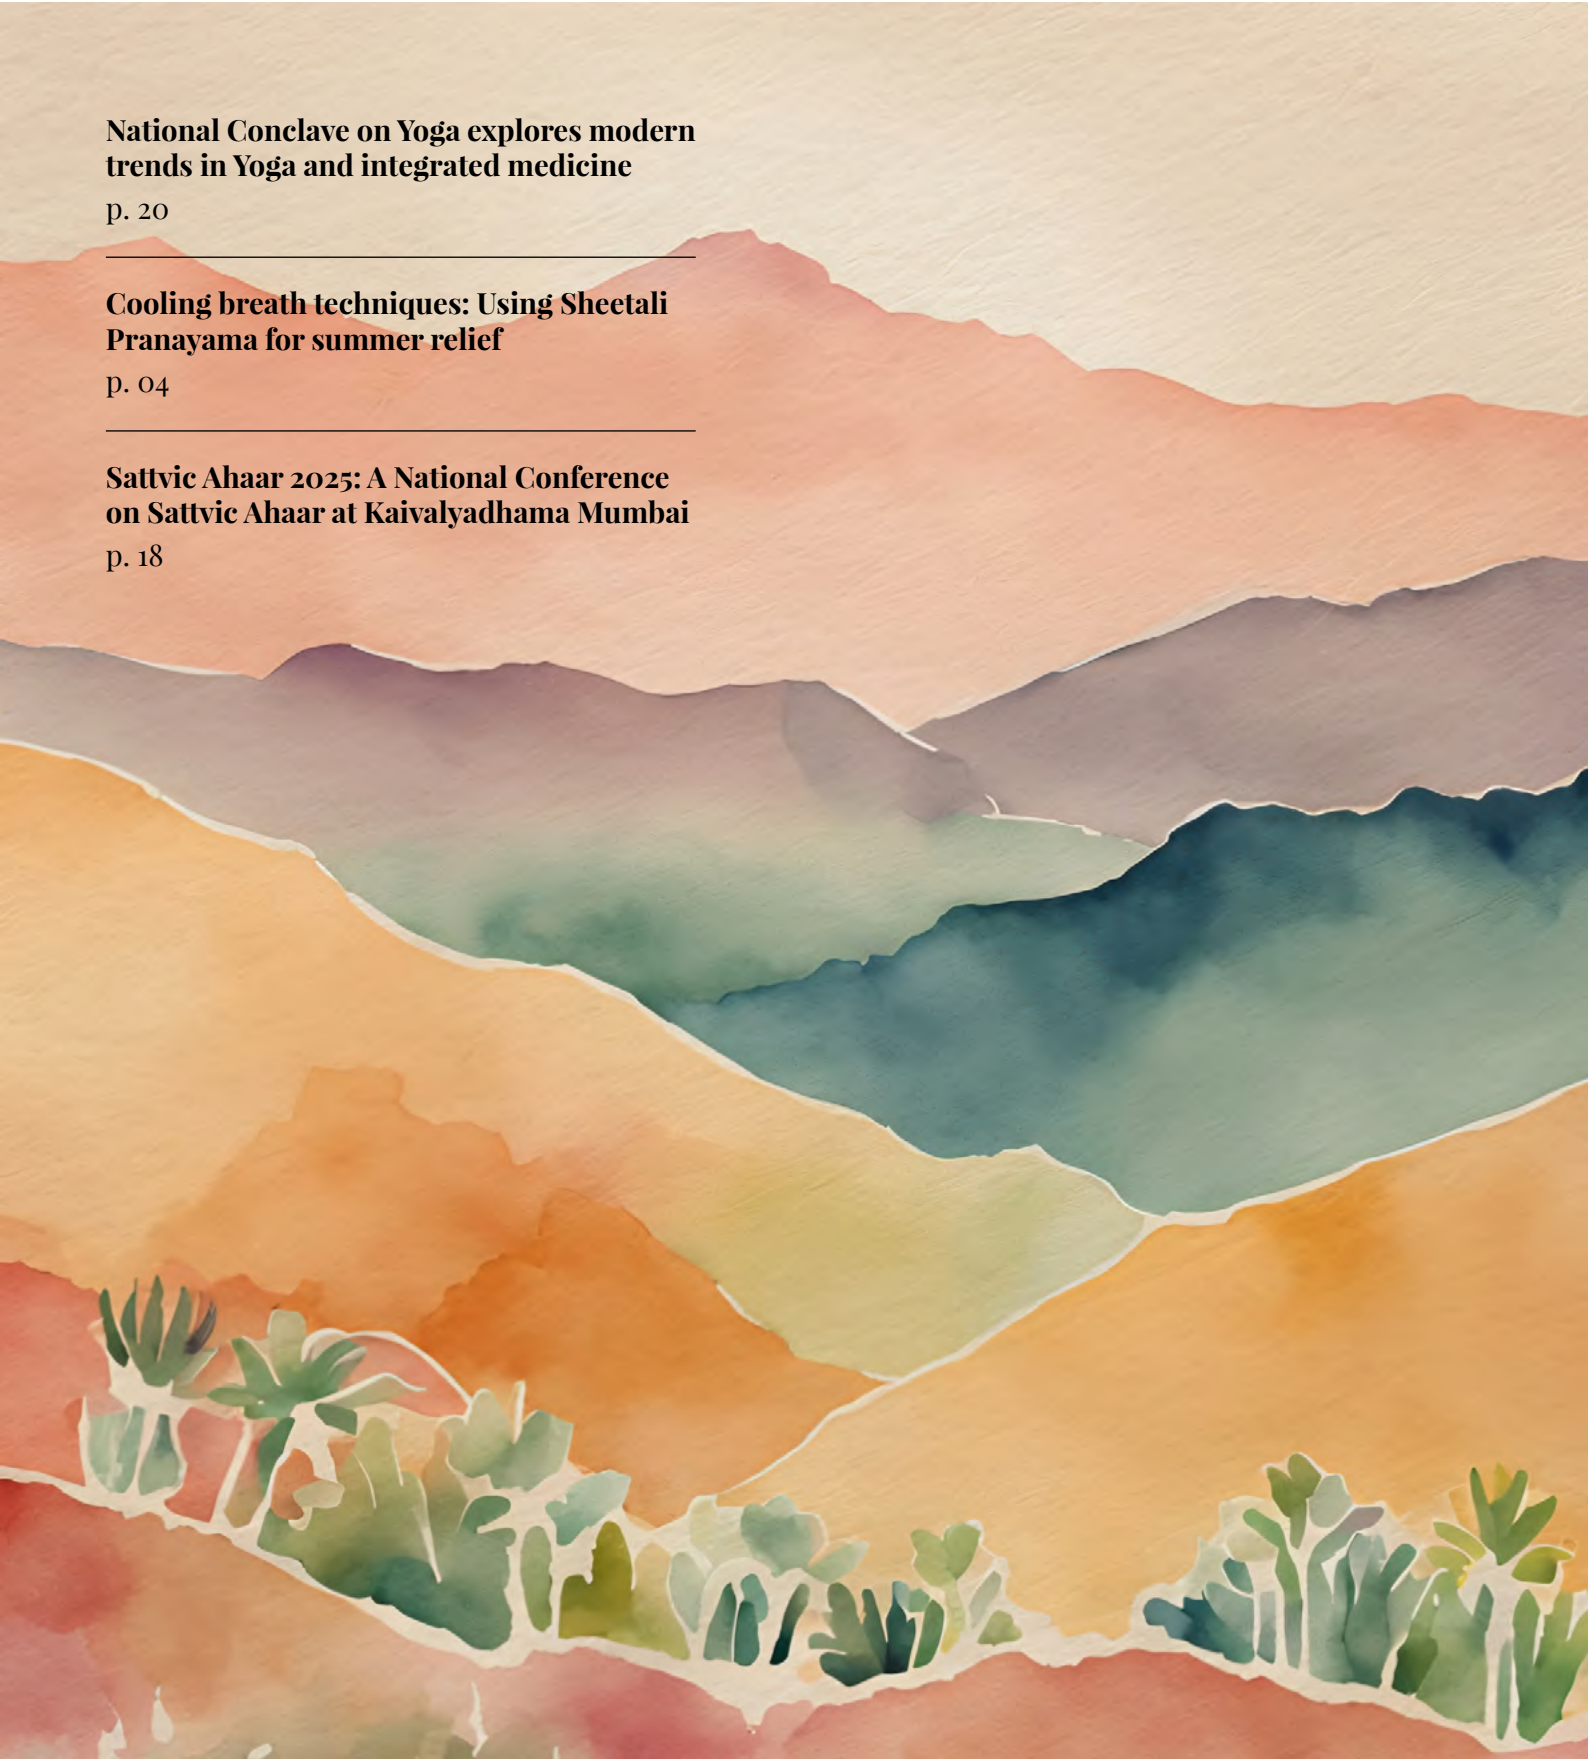 National Conclave on Yoga explores modern
trends in Yoga and integrated medicine
p. 20
Cooling breath techniques: Using Sheetali
Pranayama for summer relief
p. 04
Sattvic Ahaar 2025: A National Conference
on Sattvic Ahaar at Kaivalyadhama Mumbai
p. 18